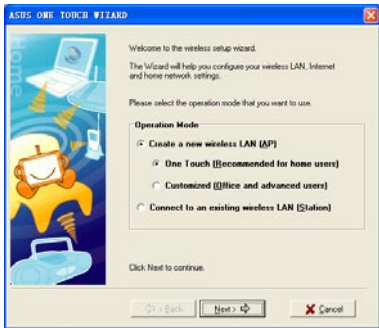 ASUS ONE TOUCH WIZARD
Home
Welcome to the wireless setup wizard.
The Wizard will help you configure your wireless LAN, Internet
and home network settings.
Please select the operation mode that you want to use.
Operation Mode
Create a new wireless LAN (AP)
One Touch (Recommended for home users)
Customized (Office and advanced users)
Connect to an existing wireless LAN (Station)
Click Next to continue.
< Back
Next >
Cancel